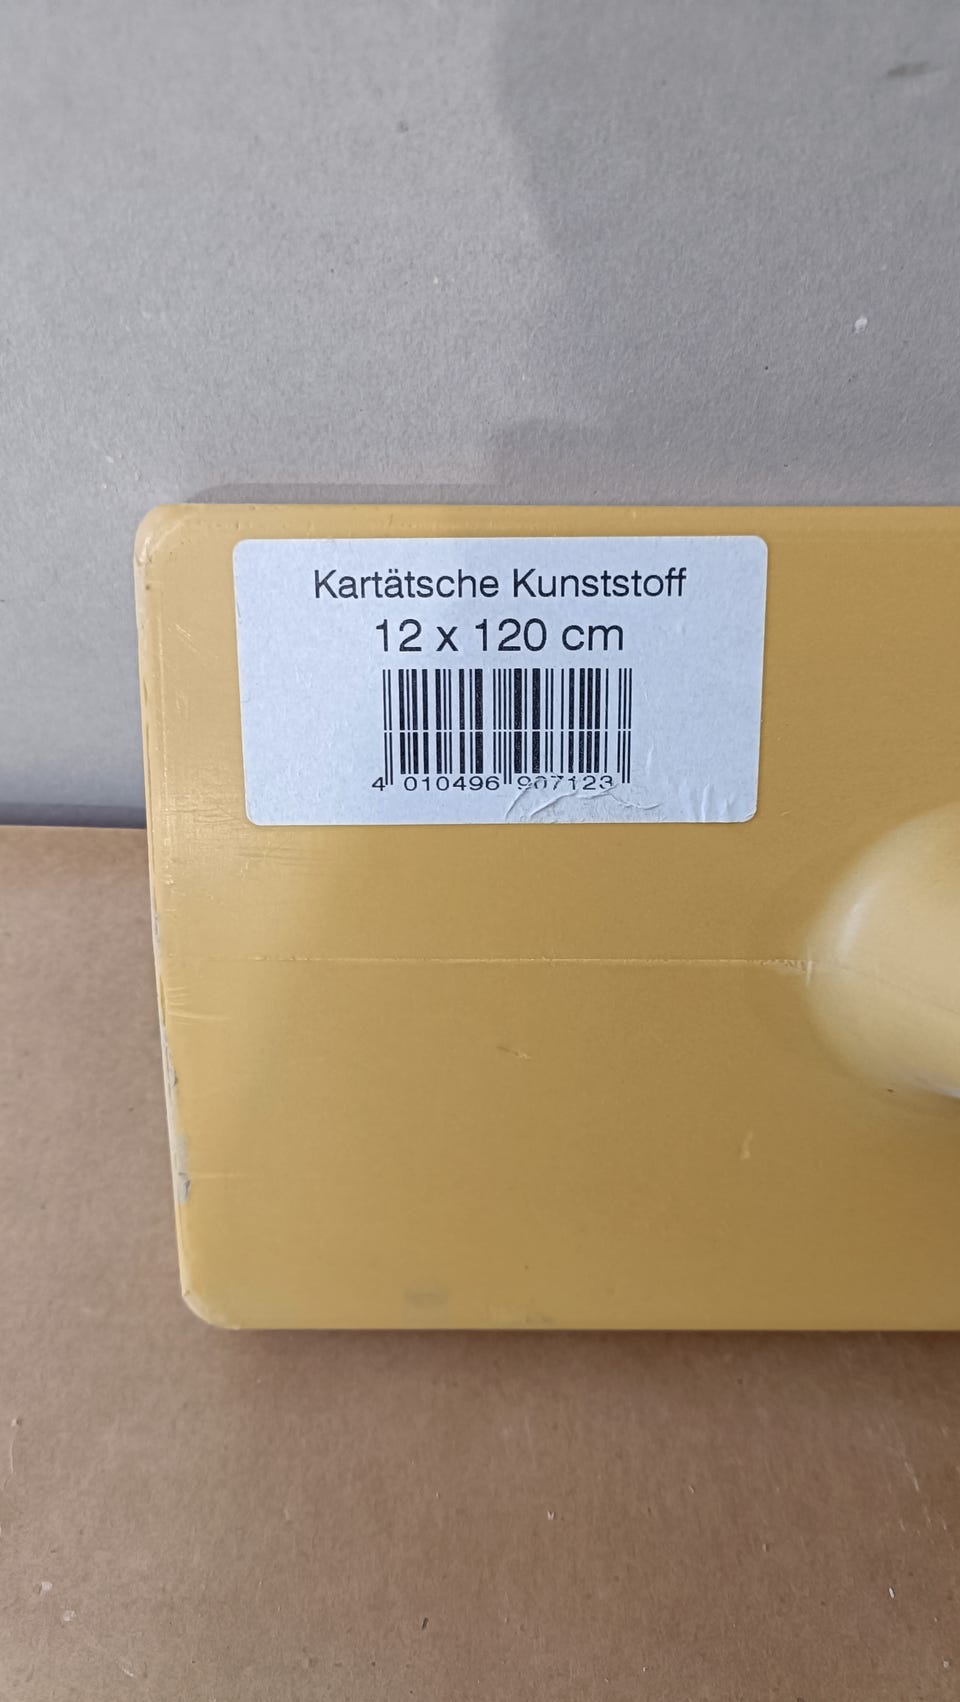 Kartätsche Kunststoff
12 x 120 cm
4 010496 907123